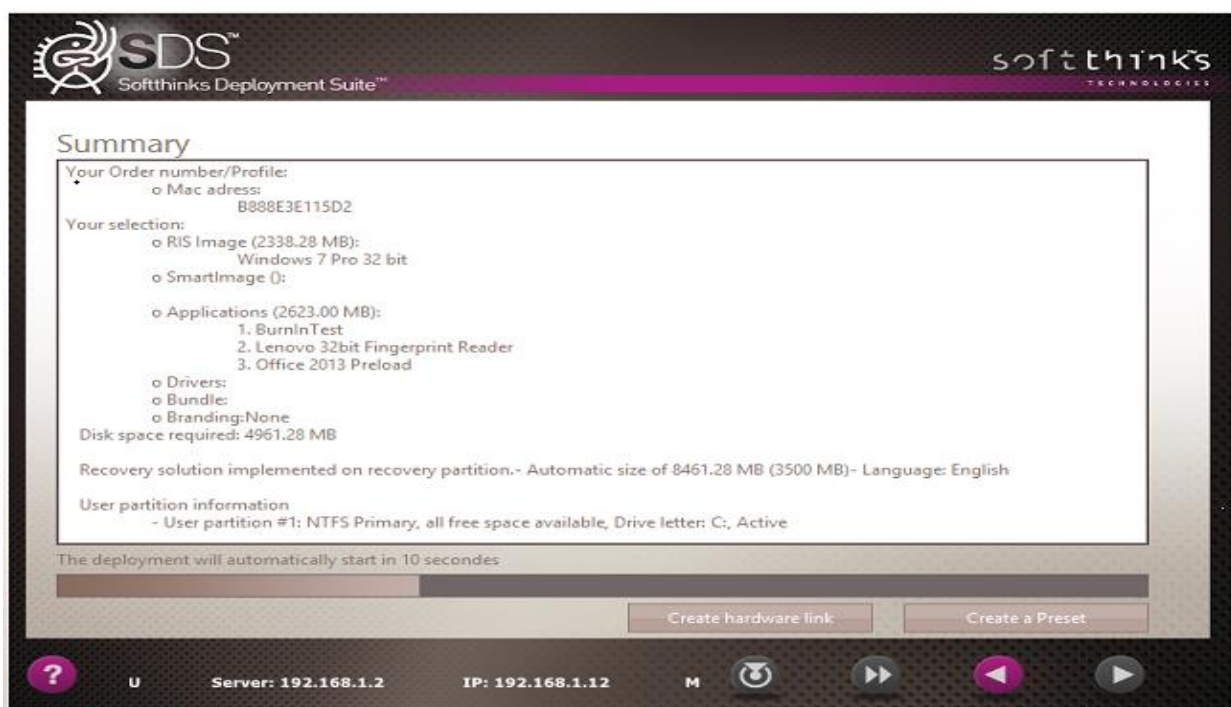 SDS™
Softthinks Deployment Suite™
softthinks
TECHNOLOGIES
Summary
Your Order number/Profile:
o Mac adress:
B888E3E115D2
Your selection:
o RIS Image (2338.28 MB):
Windows 7 Pro 32 bit
o SmartImage ():
o Applications (2623.00 MB):
1. BurnInTest
2. Lenovo 32bit Fingerprint Reader
3. Office 2013 Preload
o Drivers:
o Bundle:
o Branding:None
Disk space required: 4961.28 MB
Recovery solution implemented on recovery partition.- Automatic size of 8461.28 MB (3500 MB)- Language: English
User partition information
- User partition #1: NTFS Primary, all free space available, Drive letter: C:, Active
The deployment will automatically start in 10 secondes
Create hardware link
Create a Preset
? U Server: 192.168.1.2 IP: 192.168.1.12 M